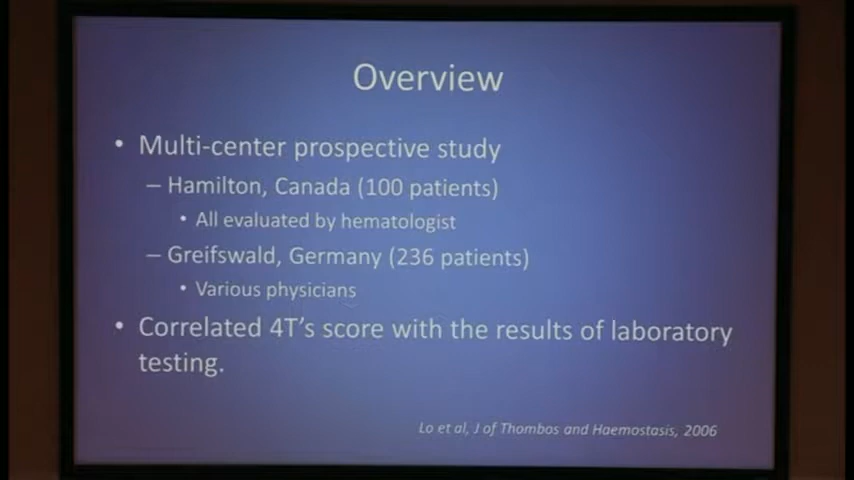 Overview
• Multi-center prospective study
– Hamilton, Canada (100 patients)
• All evaluated by hematologist
– Greifswald, Germany (236 patients)
• Various physicians
• Correlated 4T's score with the results of laboratory
testing.
Lo et al, J of Thombos and Haemostasis, 2006